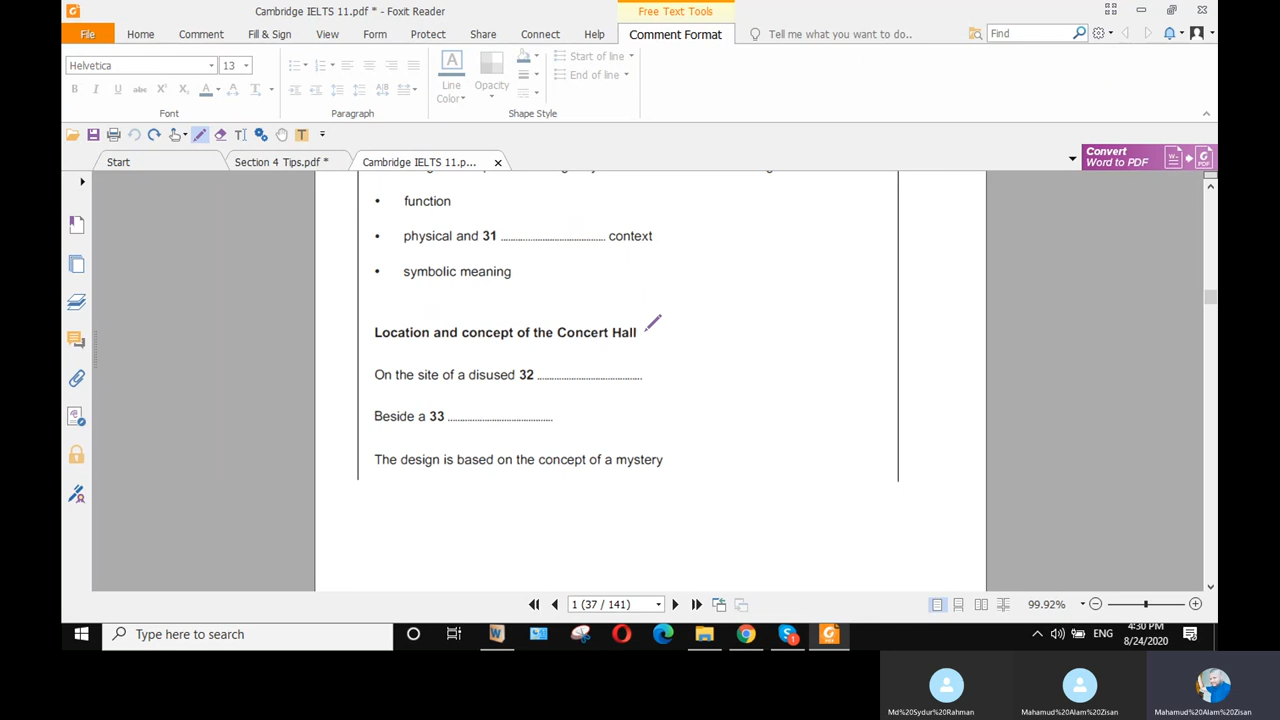 Cambridge IELTS 11.pdf * - Foxit Reader
Free Text Tools
File Home Comment Fill & Sign View Form Protect Share Connect Help Comment Format Tell me what you want to do.. Find
Helvetica 13
Line Color
Opacity
Start of line
End of line
Font Paragraph Shape Style
Start Section 4 Tips.pdf * Cambridge IELTS 11.p...
Convert
Word to PDF
• function
• physical and 31 .................................... context
• symbolic meaning
Location and concept of the Concert Hall
On the site of a disused 32 ....................................
Beside a 33 ....................................
The design is based on the concept of a mystery
1 (37 / 141) 99.92%
Type here to search
ENG
4:30 PM
8/24/2020
Md%20Sydur%20Rahman Mahamud%20Alam%20Zisan Mahamud%20Alam%20Zisan